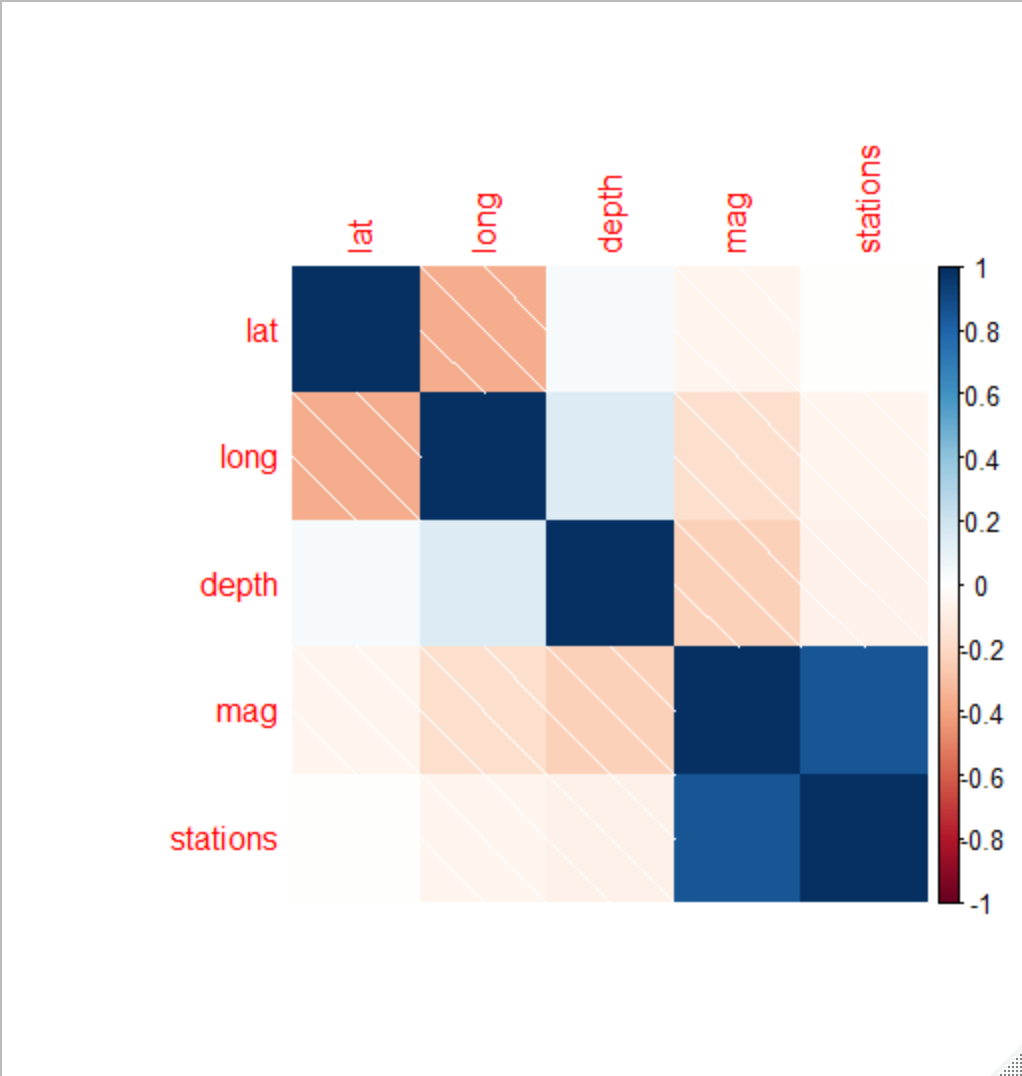 lat
long
depth
mag
stations
lat
long
depth
mag
stations
1
0.8
0.6
0.4
0.2
0
-0.2
-0.4
-0.6
-0.8
-1